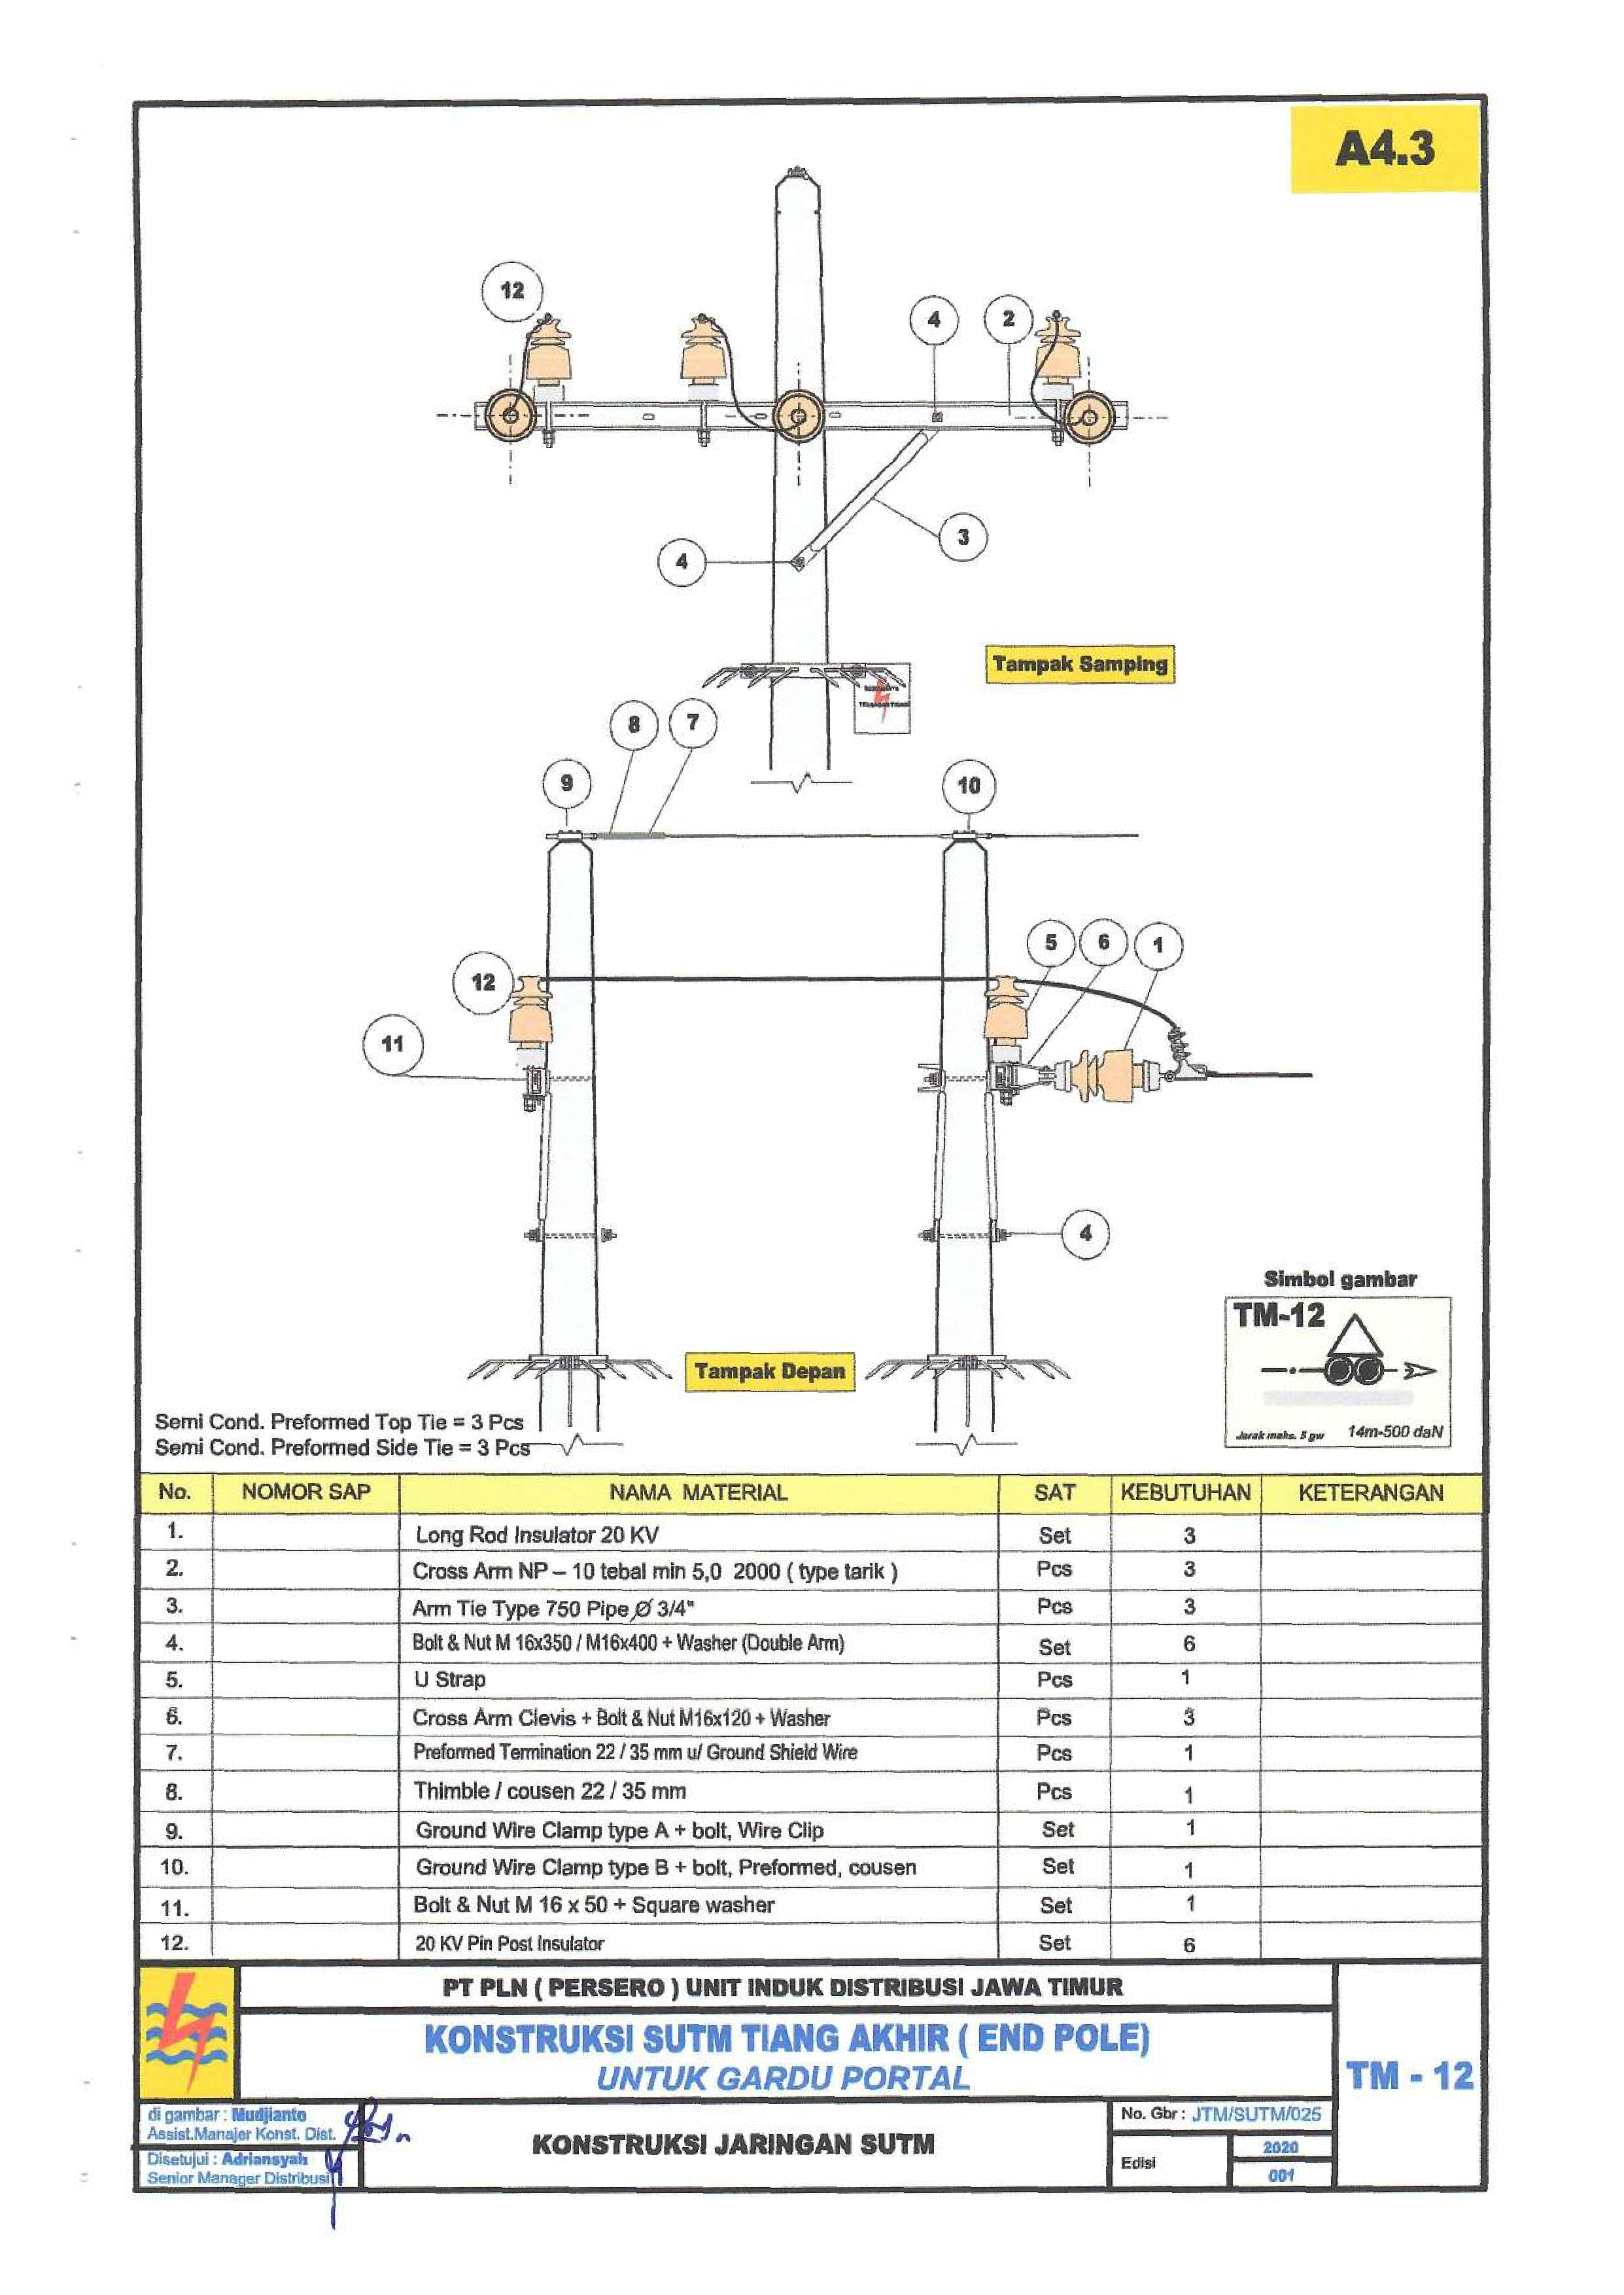 A4.3
12
4
2
3
4
Tampak Samping
8
7
9
10
5
6
1
12
11
4
Simbol gambar
TM-12
Jarak maks. 5 gw
14m-500 daN
Tampak Depan
Semi Cond. Preformed Top Tie = 3 Pcs
Semi Cond. Preformed Side Tie = 3 Pcs
No. NOMOR SAP NAMA MATERIAL SAT KEBUTUHAN KETERANGAN
1. Long Rod Insulator 20 KV Set 3
2. Cross Arm NP – 10 tebal min 5,0 2000 ( type tarik ) Pcs 3
3. Arm Tie Type 750 Pipe Ø 3/4" Pcs 3
4. Bolt & Nut M 16x350 / M16x400 + Washer (Double Arm) Set 6
5. U Strap Pcs 1
6. Cross Arm Clevis + Bolt & Nut M16x120 + Washer Pcs 3
7. Preformed Termination 22 / 35 mm u/ Ground Shield Wire Pcs 1
8. Thimble / cousen 22 / 35 mm Pcs 1
9. Ground Wire Clamp type A + bolt, Wire Clip Set 1
10. Ground Wire Clamp type B + bolt, Preformed, cousen Set 1
11. Bolt & Nut M 16 x 50 + Square washer Set 1
12. 20 KV Pin Post Insulator Set 6
PT PLN ( PERSERO ) UNIT INDUK DISTRIBUSI JAWA TIMUR
KONSTRUKSI SUTM TIANG AKHIR ( END POLE)
UNTUK GARDU PORTAL
TM - 12
di gambar : Mudjianto
Assist.Manajer Konst. Dist.
Disetujui : Adriansyah
Senior Manager Distribusi
KONSTRUKSI JARINGAN SUTM
No. Gbr : JTM/SUTM/025
Edisi
2020
001